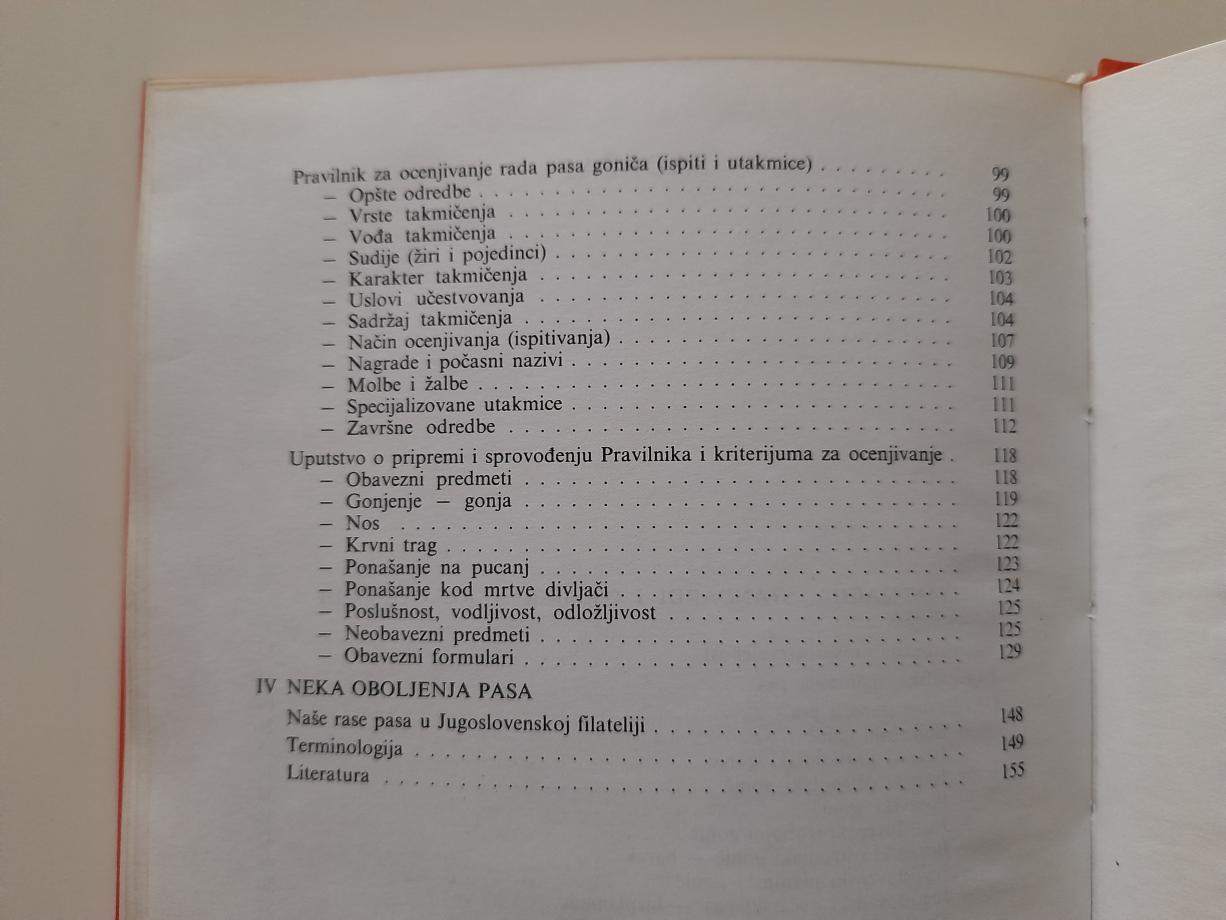 Pravilnik za ocenjivanje rada pasa goniča (ispiti i utakmice) . . . . . . . . . 99
— Opšte odredbe . . . . . . . . . . . . . . . . . . . . . . . . . . . . . 99
— Vrste takmičenja . . . . . . . . . . . . . . . . . . . . . . . . . . . 100
— Vođa takmičenja . . . . . . . . . . . . . . . . . . . . . . . . . . . 100
— Sudije (žiri i pojedinci) . . . . . . . . . . . . . . . . . . . . . . . . 102
— Karakter takmičenja . . . . . . . . . . . . . . . . . . . . . . . . . 103
— Uslovi učestvovanja . . . . . . . . . . . . . . . . . . . . . . . . . 104
— Sadržaj takmičenja . . . . . . . . . . . . . . . . . . . . . . . . . . 104
— Način ocenjivanja (ispitivanja) . . . . . . . . . . . . . . . . . . . . 107
— Nagrade i počasni nazivi . . . . . . . . . . . . . . . . . . . . . . . 109
— Molbe i žalbe . . . . . . . . . . . . . . . . . . . . . . . . . . . . . 111
— Specijalizovane utakmice . . . . . . . . . . . . . . . . . . . . . . . 111
— Završne odredbe . . . . . . . . . . . . . . . . . . . . . . . . . . . 112
Uputstvo o pripremi i sprovođenju Pravilnika i kriterijuma za ocenjivanje . 118
— Obavezni predmeti . . . . . . . . . . . . . . . . . . . . . . . . . . 118
— Gonjenje — gonja . . . . . . . . . . . . . . . . . . . . . . . . . . 119
— Nos . . . . . . . . . . . . . . . . . . . . . . . . . . . . . . . . . . 122
— Krvni trag . . . . . . . . . . . . . . . . . . . . . . . . . . . . . . . 122
— Ponašanje na pucanj . . . . . . . . . . . . . . . . . . . . . . . . . 123
— Ponašanje kod mrtve divljači . . . . . . . . . . . . . . . . . . . . . 124
— Poslušnost, vodljivost, odložljivost . . . . . . . . . . . . . . . . . . 125
— Neobavezni predmeti . . . . . . . . . . . . . . . . . . . . . . . . . 125
— Obavezni formulari . . . . . . . . . . . . . . . . . . . . . . . . . . 129
IV NEKA OBOLJENJA PASA
Naše rase pasa u Jugoslovenskoj filateliji . . . . . . . . . . . . . . . . . . 148
Terminologija . . . . . . . . . . . . . . . . . . . . . . . . . . . . . . . . . 149
Literatura . . . . . . . . . . . . . . . . . . . . . . . . . . . . . . . . . . . 155